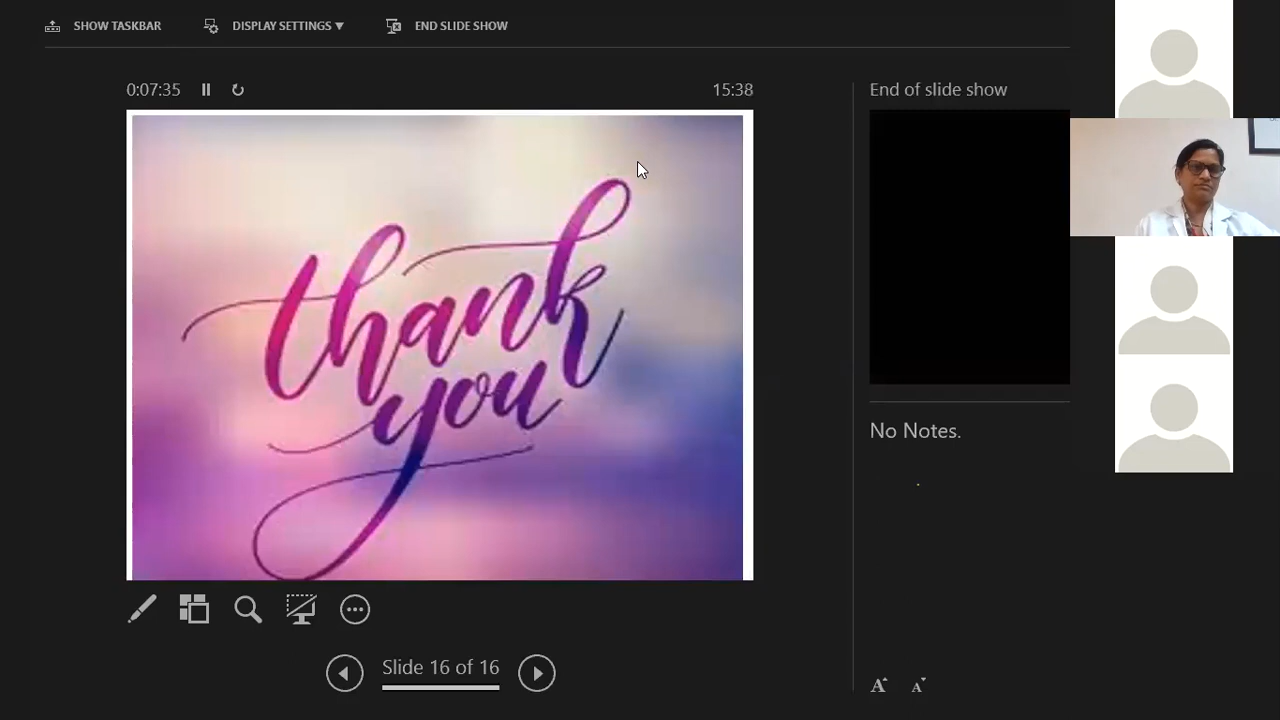 SHOW TASKBAR DISPLAY SETTINGS ▼ END SLIDE SHOW
0:07:35 15:38
End of slide show
thank
you
No Notes.
Slide 16 of 16
A A